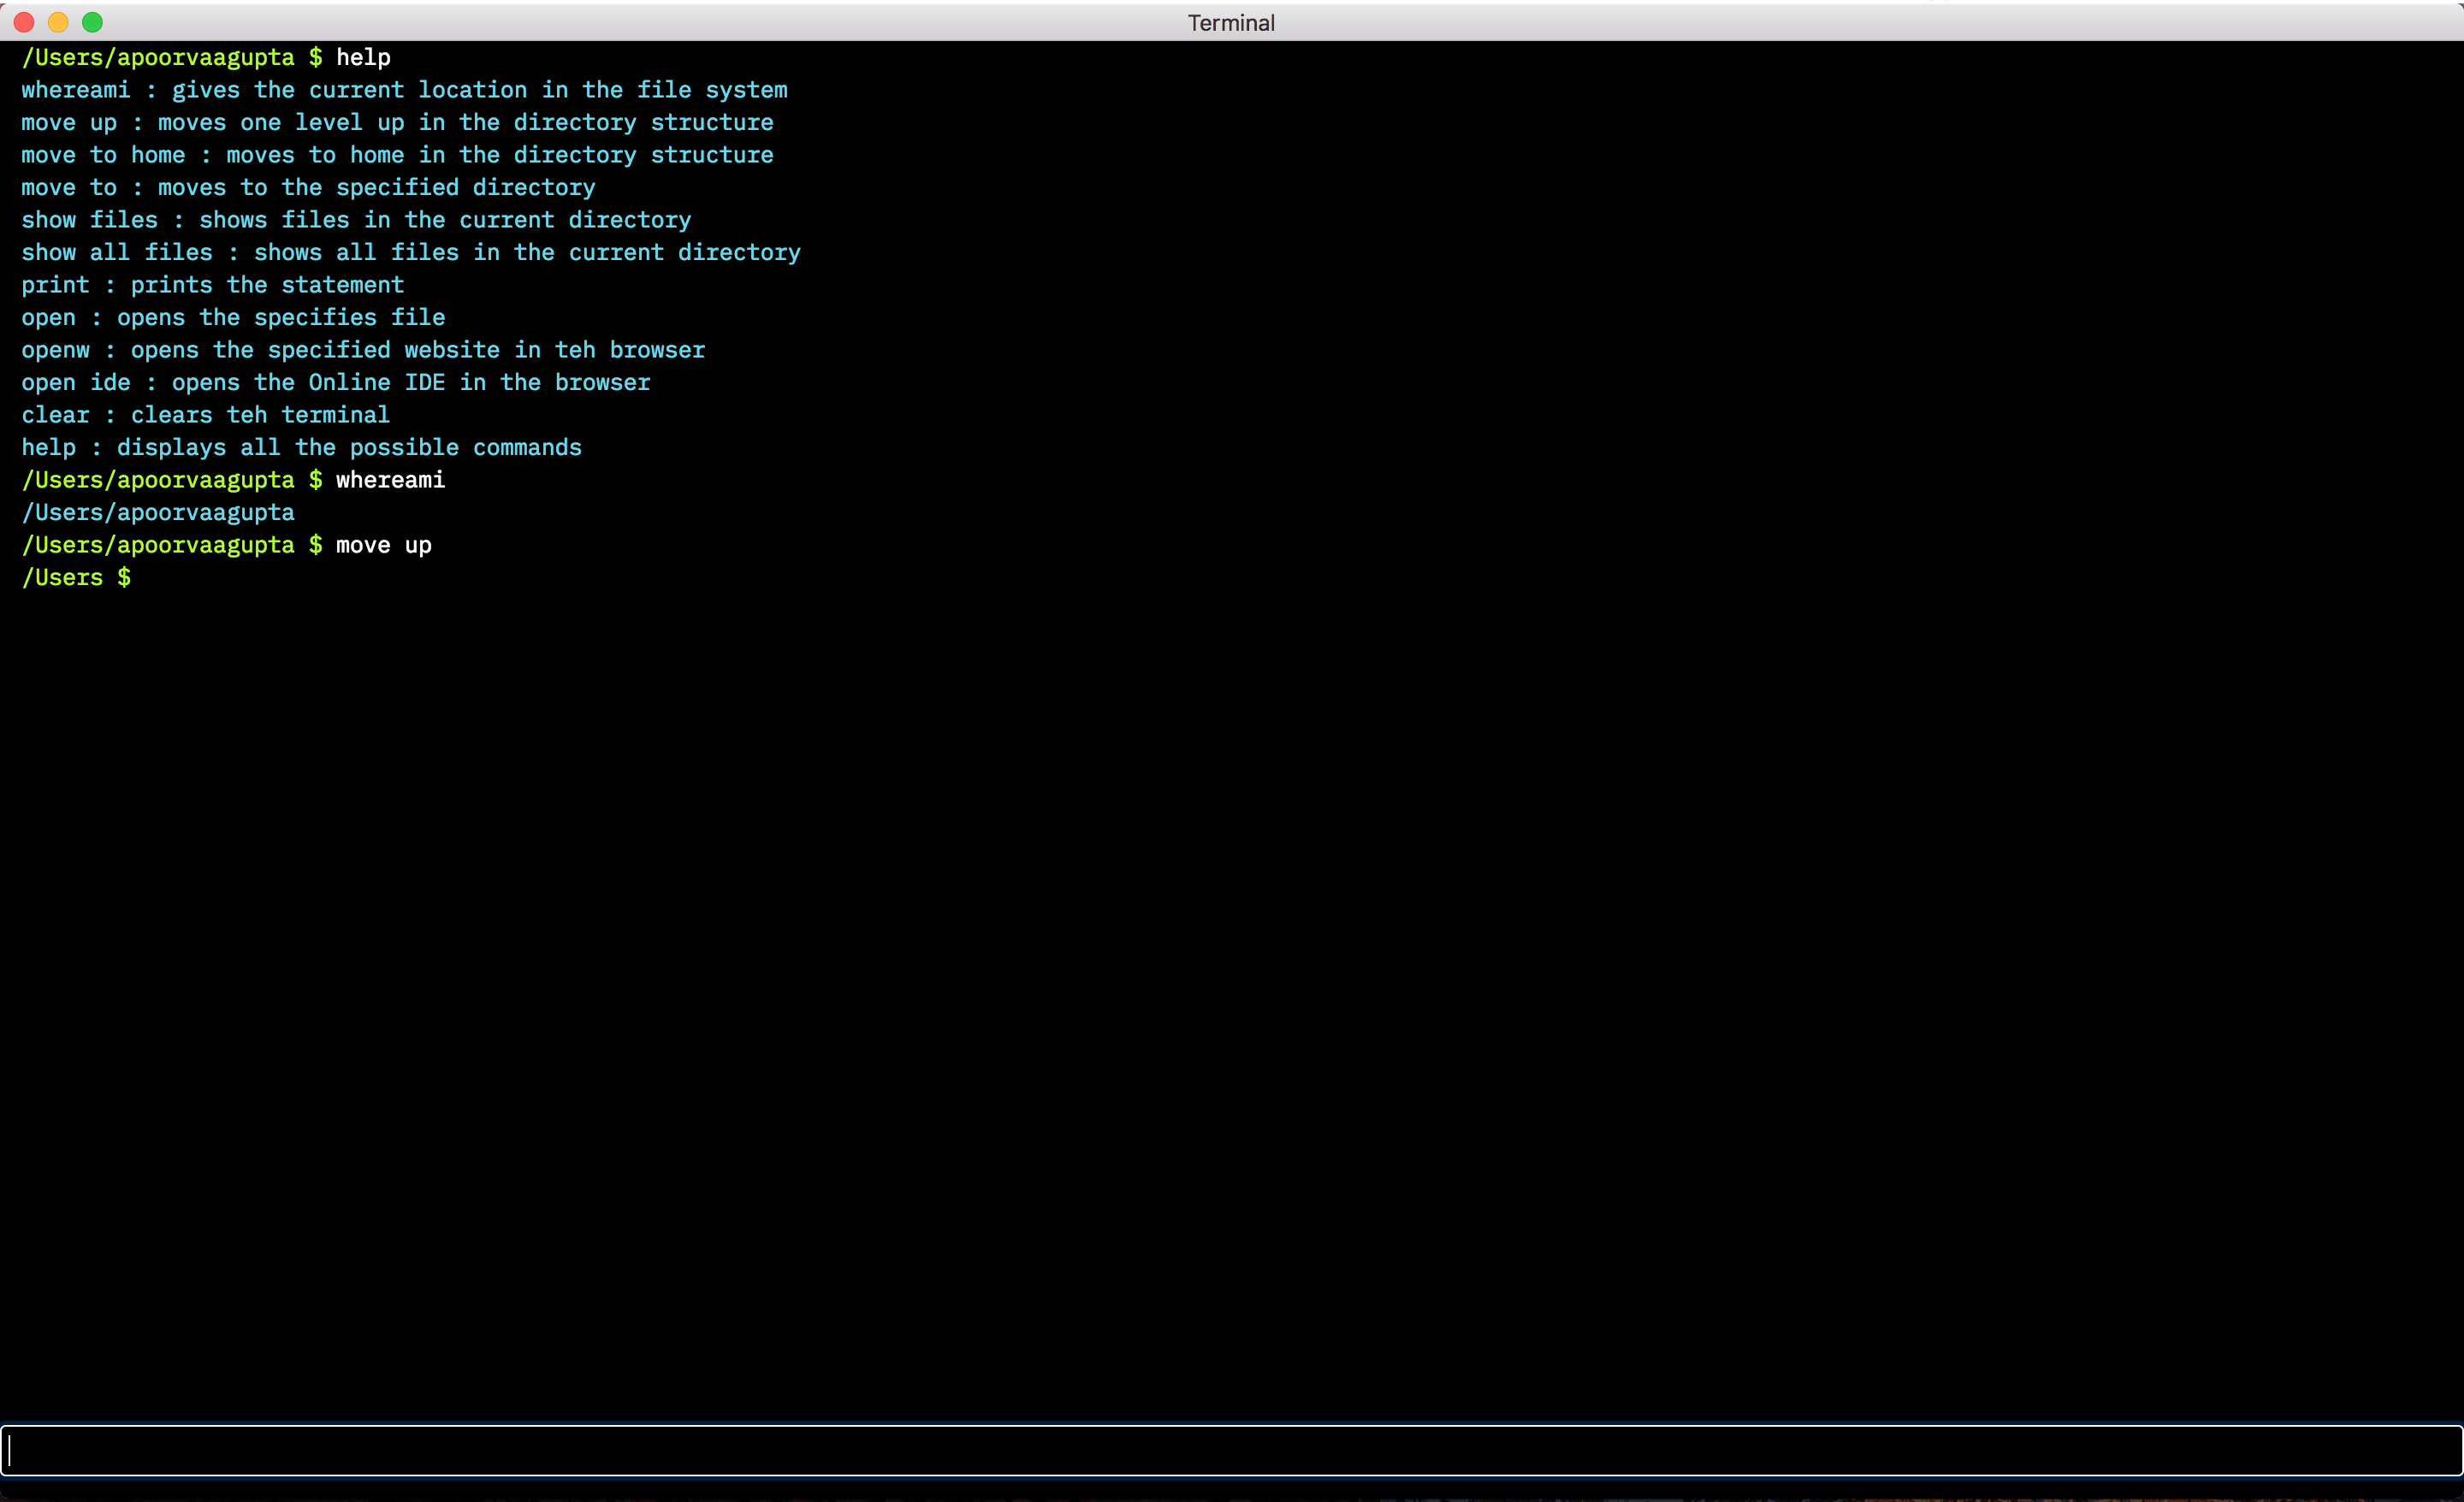 Terminal
/Users/apoorvaagupta $ help
whereami : gives the current location in the file system
move up : moves one level up in the directory structure
move to home : moves to home in the directory structure
move to : moves to the specified directory
show files : shows files in the current directory
show all files : shows all files in the current directory
print : prints the statement
open : opens the specifies file
openw : opens the specified website in teh browser
open ide : opens the Online IDE in the browser
clear : clears teh terminal
help : displays all the possible commands
/Users/apoorvaagupta $ whereami
/Users/apoorvaagupta
/Users/apoorvaagupta $ move up
/Users $